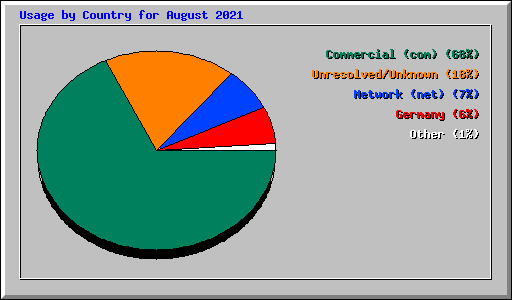 Usage by Country for August 2021
Commercial (com) (68%)
Unresolved/Unknown (18%)
Network (net) (7%)
Germany (6%)
Other (1%)